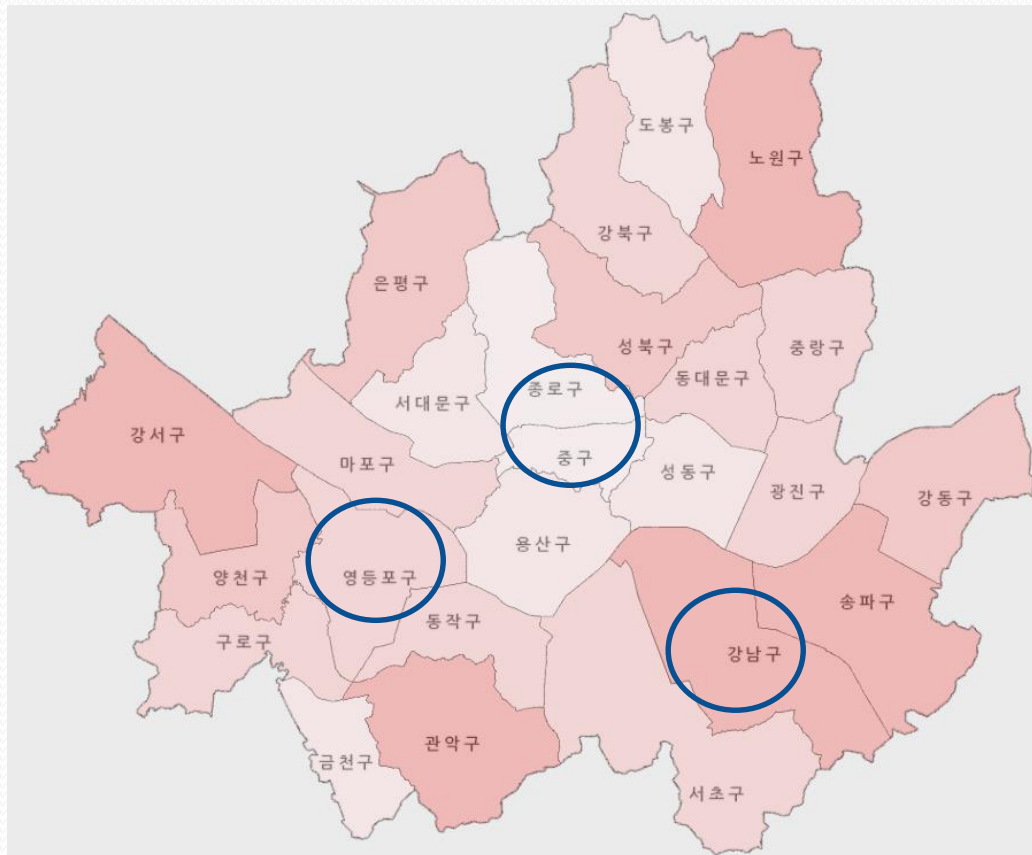 도봉구
노원구
강북구
은평구
성북구
중랑구
동대문구
종로구
서대문구
강서구
마포구
중구
성동구
광진구
강동구
용산구
양천구
영등포구
송파구
동작구
구로구
강남구
관악구
금천구
서초구